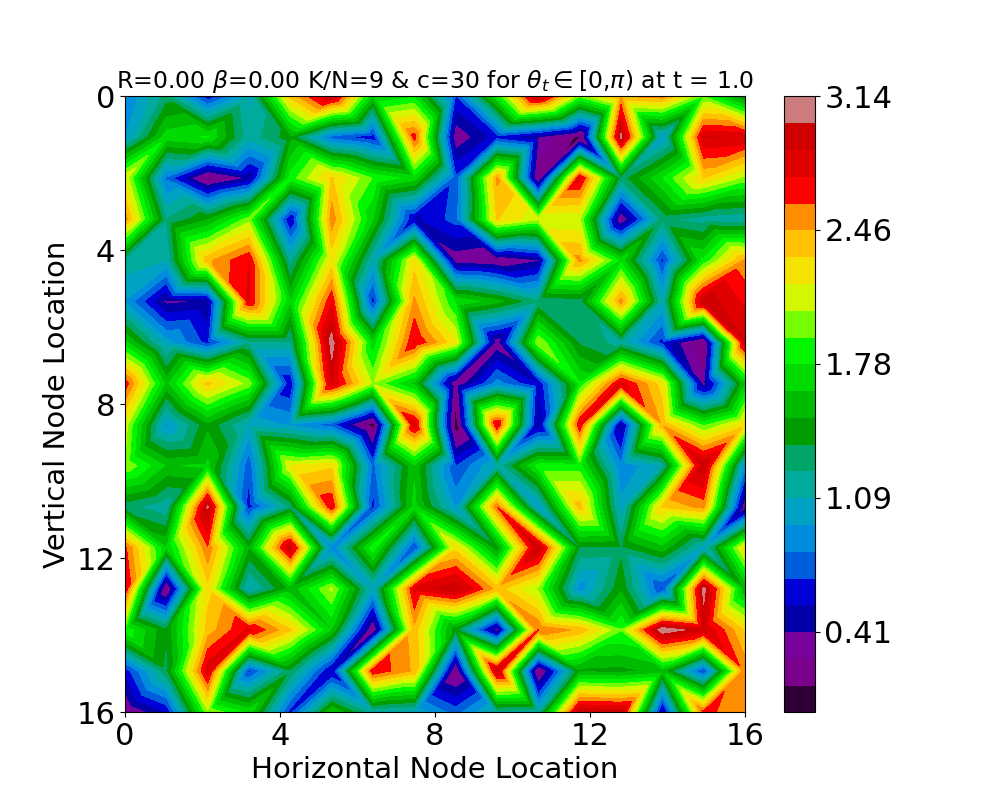 R=0.00 β=0.00 K/N=9 & c=30 for θₜ ∈ [0,π) at t = 1.0
0
4
8
12
16
Vertical Node Location
0 4 8 12 16
Horizontal Node Location
3.14
2.46
1.78
1.09
0.41